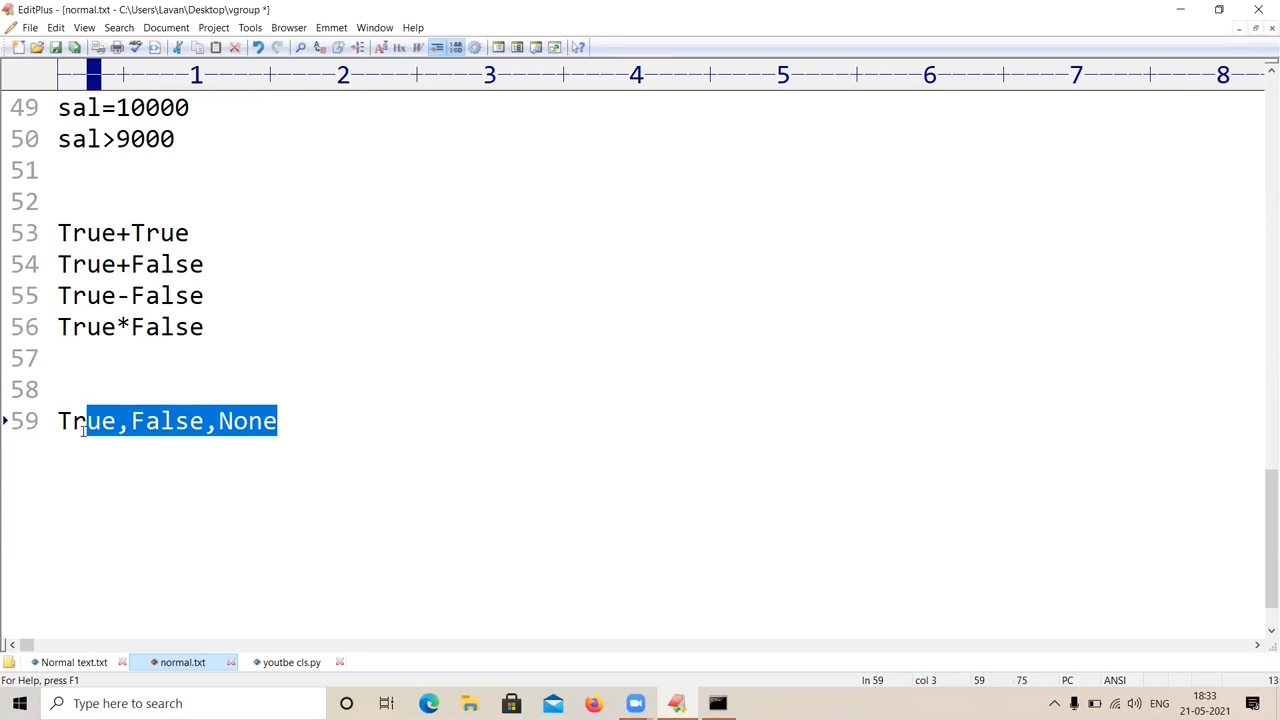 EditPlus - [normal.txt - C:\Users\Lavan\Desktop\vgroup *]
File Edit View Search Document Project Tools Browser Emmet Window Help
1 2 3 4 5 6 7 8
49 sal=10000
50 sal>9000
51
52
53 True+True
54 True+False
55 True-False
56 True*False
57
58
59 True,False,None
Normal text.txt normal.txt youtbe cls.py
For Help, press F1 ln 59 col 3 59 75 PC ANSI 13
Type here to search ENG 18:33
21-05-2021